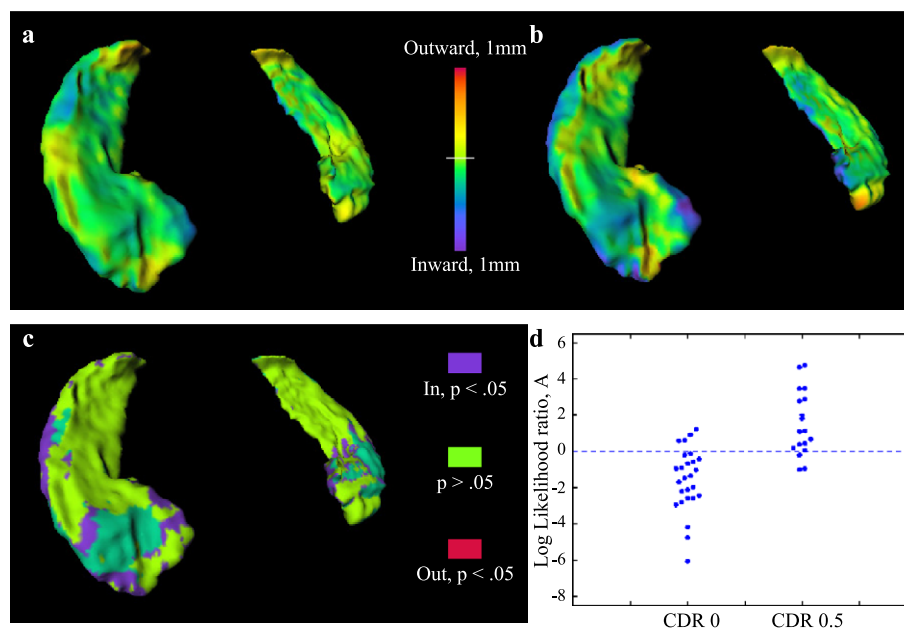 a
Outward, 1mm
Inward, 1mm
b
c
In, p < .05
p > .05
Out, p < .05
d
Log Likelihood ratio, A
6
4
2
0
-2
-4
-6
-8
CDR 0
CDR 0.5